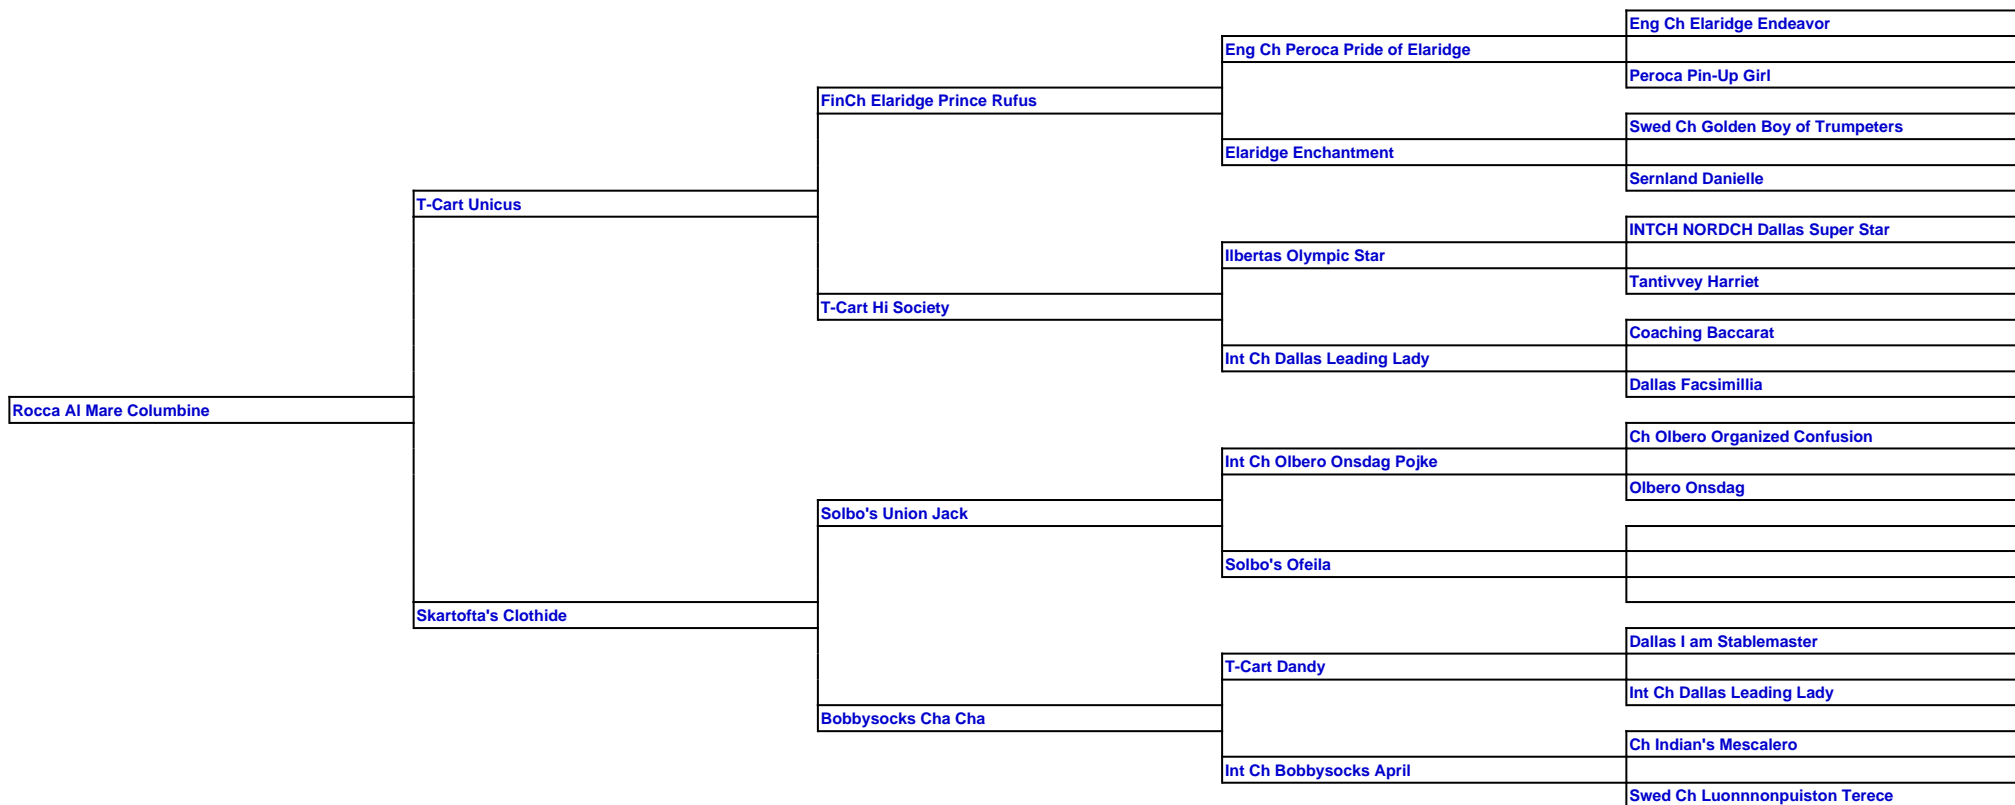 Eng Ch Elaridge Endeavor
Eng Ch Peroca Pride of Elaridge
Peroca Pin-Up Girl
FinCh Elaridge Prince Rufus
Swed Ch Golden Boy of Trumpeters
Elaridge Enchantment
Sernland Danielle
T-Cart Unicus
INTCH NORDCH Dallas Super Star
Ilbertas Olympic Star
Tantivvey Harriet
T-Cart Hi Society
Coaching Baccarat
Int Ch Dallas Leading Lady
Dallas Facsimillia
Rocca Al Mare Columbine
Ch Olbero Organized Confusion
Int Ch Olbero Onsdag Pojke
Olbero Onsdag
Solbo's Union Jack
Solbo's Ofeila
Skartofta's Clothide
Dallas I am Stablemaster
T-Cart Dandy
Int Ch Dallas Leading Lady
Bobbysocks Cha Cha
Ch Indian's Mescalero
Int Ch Bobbysocks April
Swed Ch Luonnnonpuiston Terece